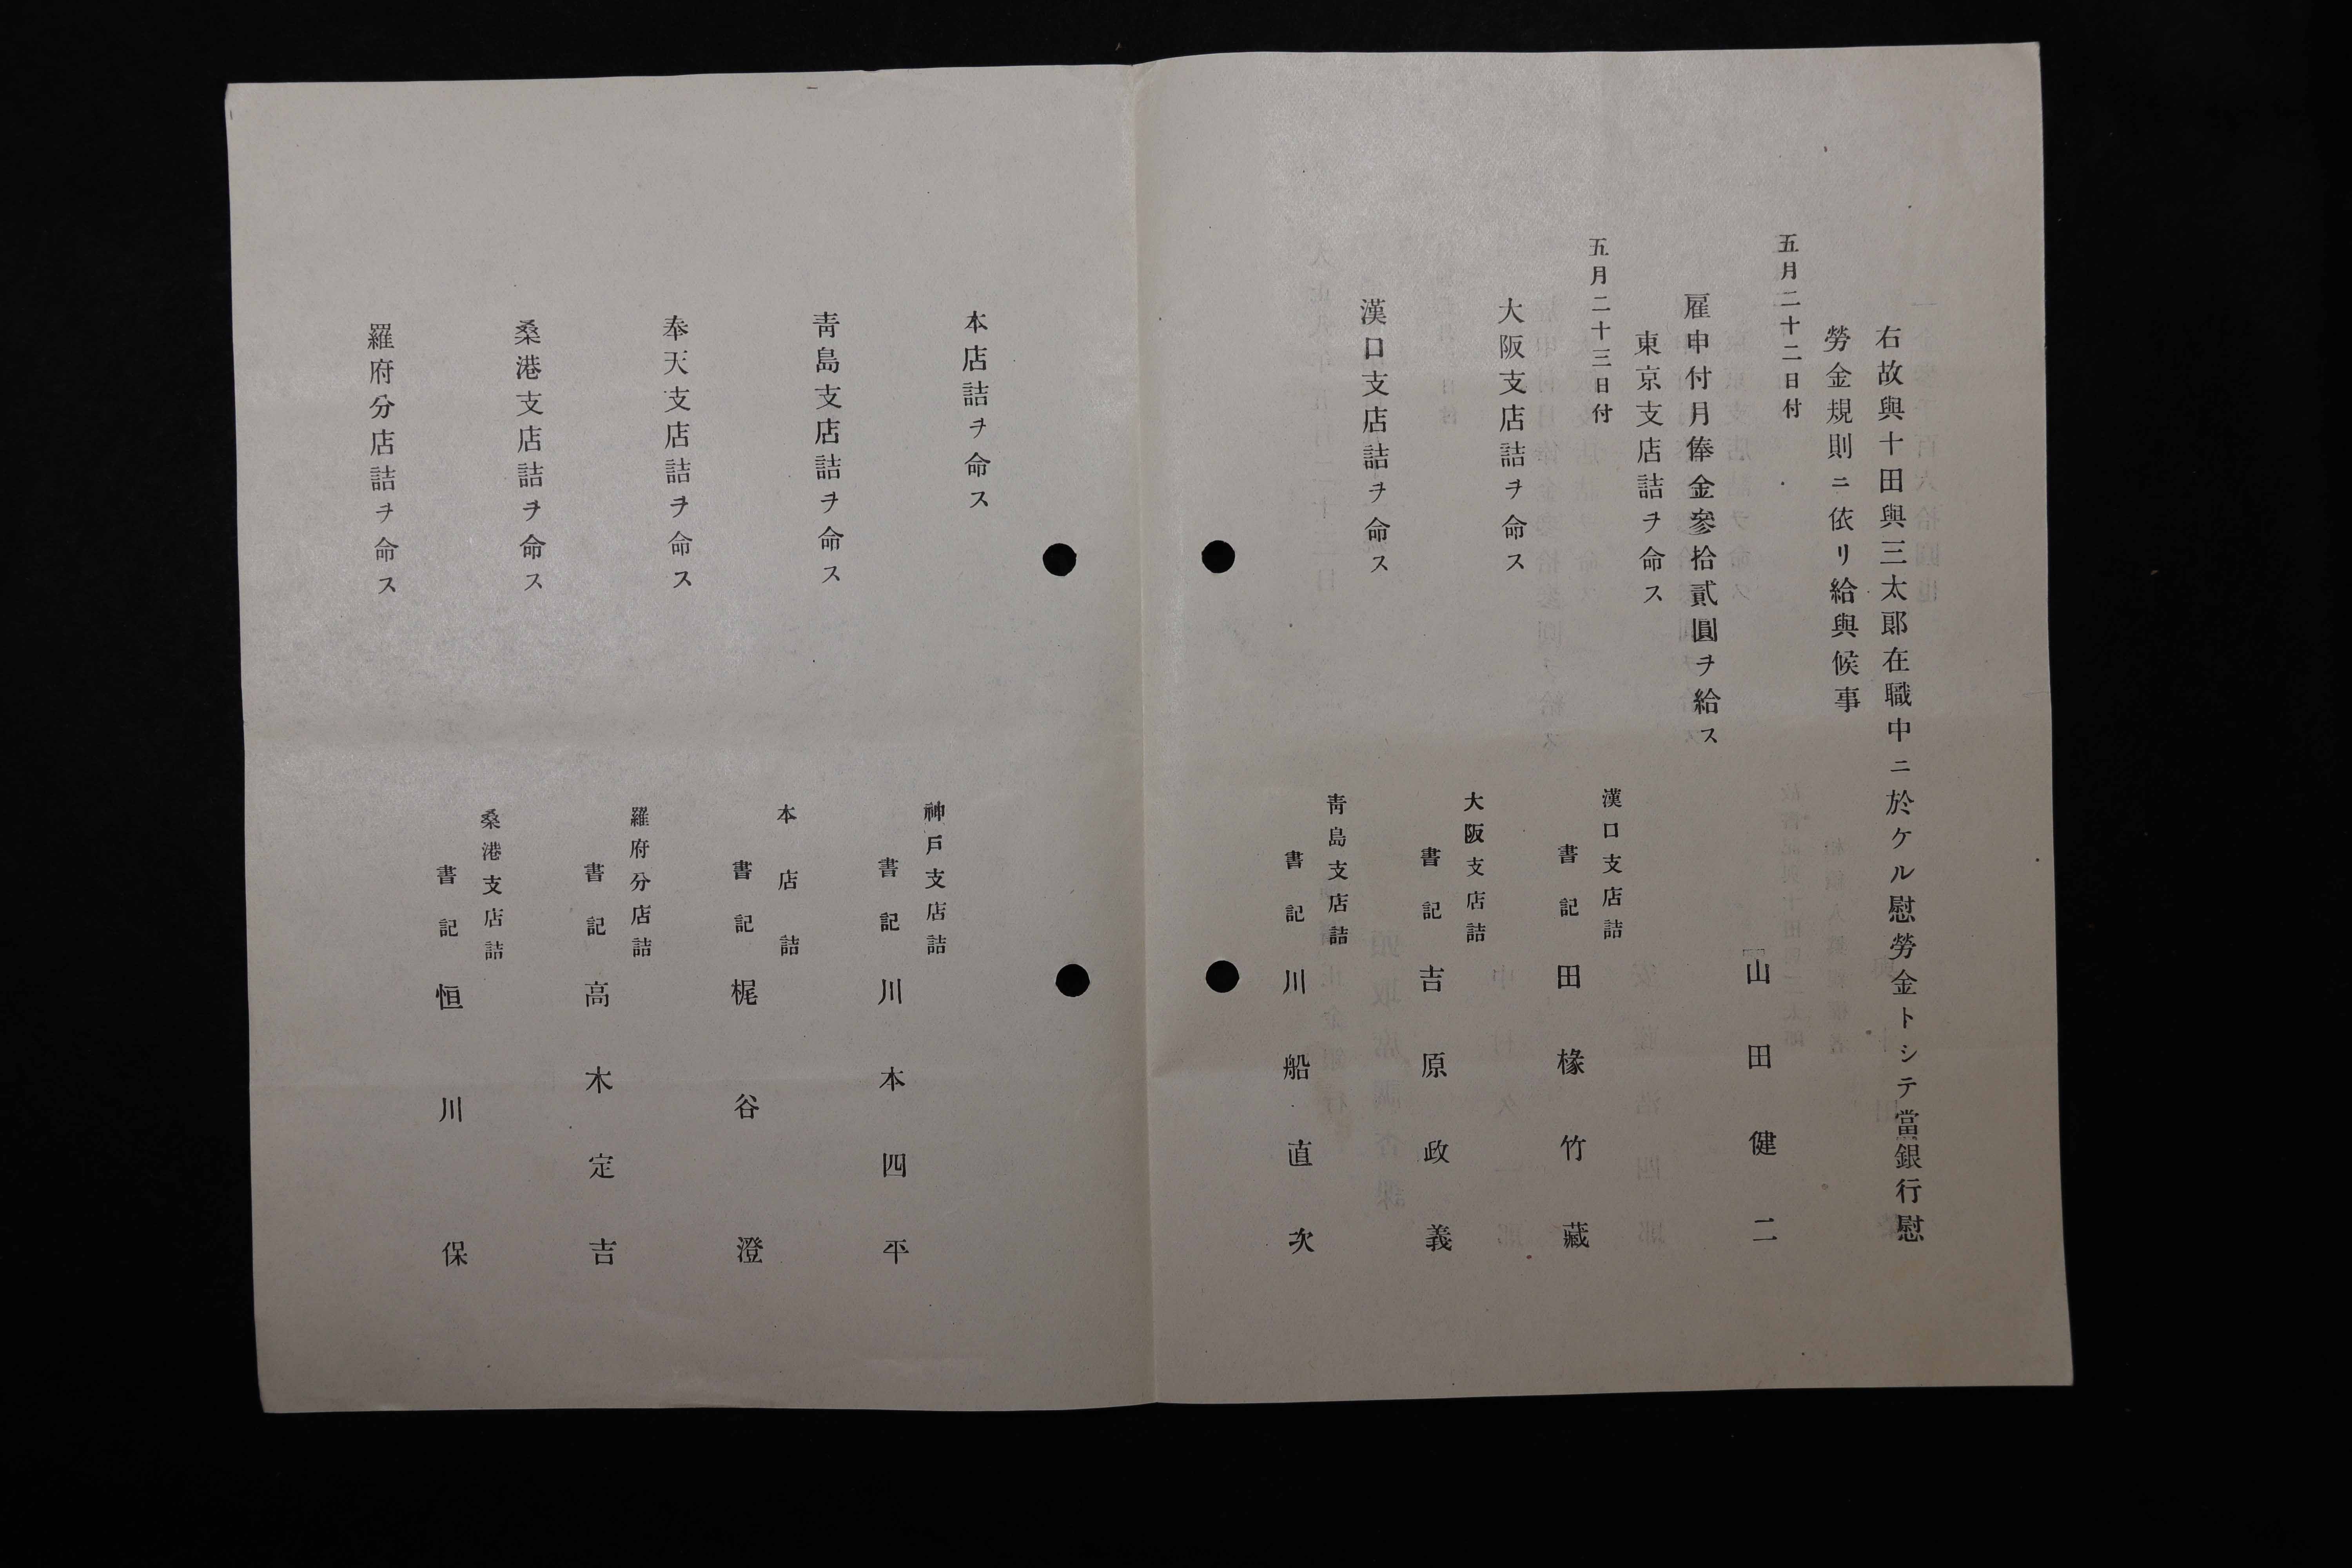 右故與十田與三太郎在職中ニ於ケル慰勞金トシテ當銀行慰
勞金規則ニ依リ給與候事
五月二十二日付
山田健二
雇申付月俸金參拾貳圓ヲ給ス
東京支店詰ヲ命ス
五月二十三日付
漢口支店詰
書記 田椽竹藏
大阪支店詰ヲ命ス
大阪支店詰
書記 吉原政義
漢口支店詰ヲ命ス
靑島支店詰
書記 川船直次
本店詰ヲ命ス
神戶支店詰
書記 川本四平
靑島支店詰ヲ命ス
本店詰
書記 梶谷澄
奉天支店詰ヲ命ス
羅府分店詰
書記 高木定吉
桑港支店詰ヲ命ス
桑港支店詰
書記 恒川保
羅府分店詰ヲ命ス